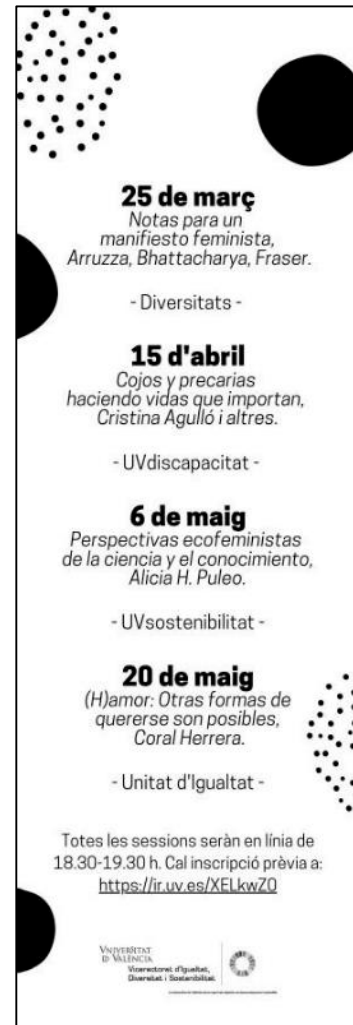 25 de març
Notas para un
manifiesto feminista,
Arruzza, Bhattacharya, Fraser.
- Diversitats -
15 d'abril
Cojos y precarias
haciendo vidas que importan,
Cristina Agulló i altres.
- UVdiscapacitat -
6 de maig
Perspectivas ecofeministas
de la ciencia y el conocimiento,
Alicia H. Puleo.
- UVsostenibilitat -
20 de maig
(H)amor: Otras formas de
quererse son posibles,
Coral Herrera.
- Unitat d'Igualtat -
Totes les sessions seràn en línia de
18.30-19.30 h. Cal inscripció prèvia a:
https://ir.uv.es/XELkwZ0
VNIVERSITAT
D VALÈNCIA
Vicerectorat d'Igualtat,
Diversitat i Sostenibilitat